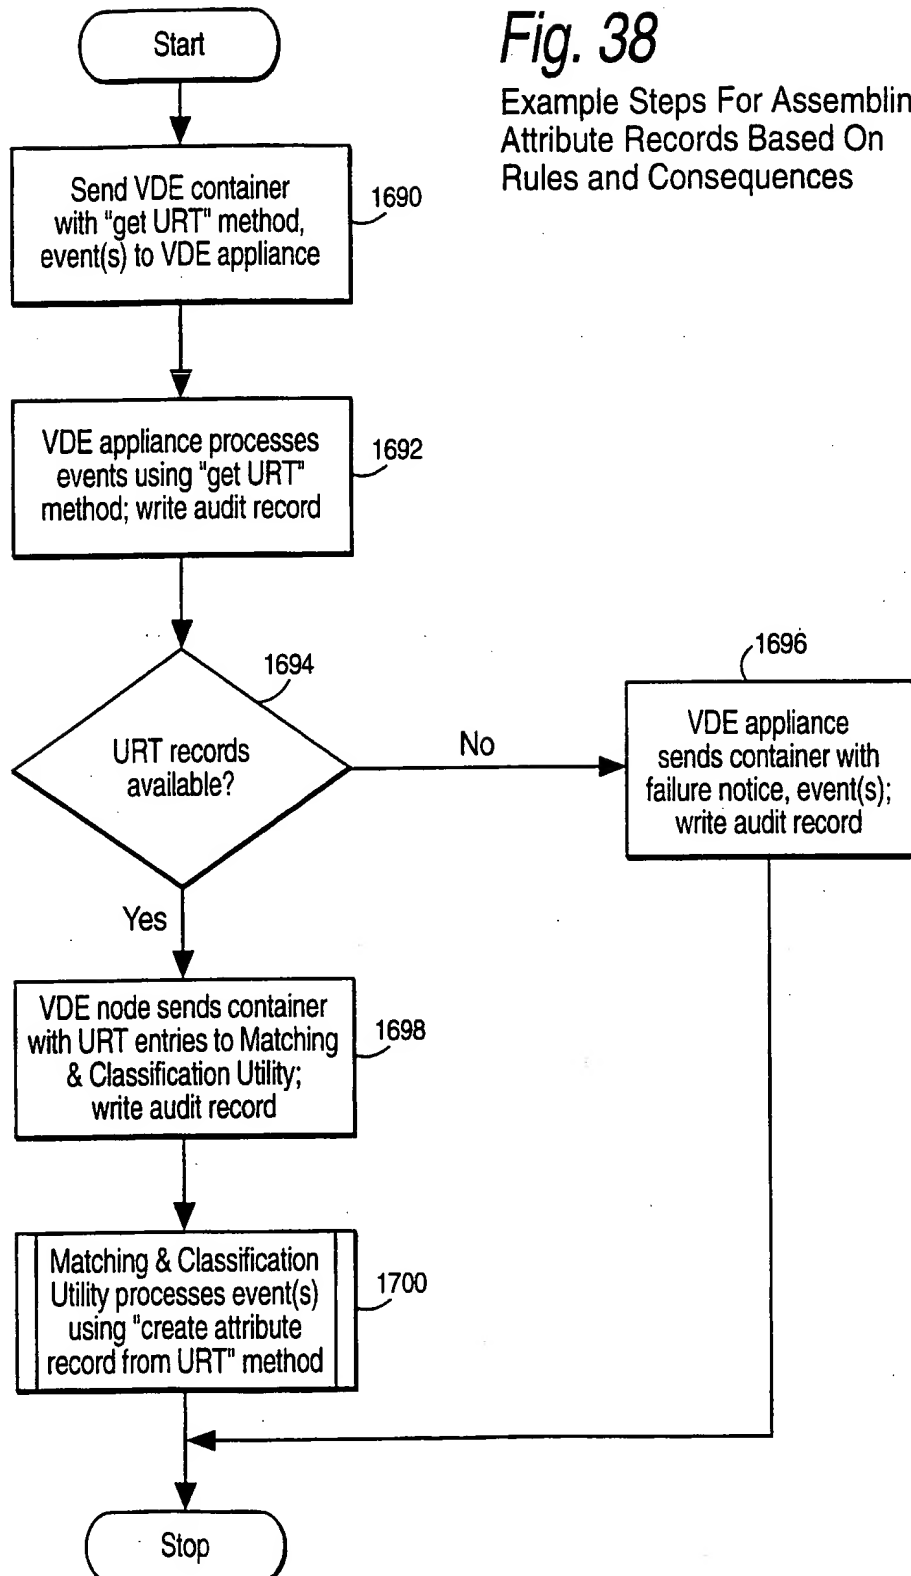 Start
Fig. 38
Example Steps For Assemblin
Attribute Records Based On
Rules and Consequences
Send VDE container
with "get URT" method,
event(s) to VDE appliance
1690
VDE appliance processes
events using "get URT"
method; write audit record
1692
URT records
available?
1694
No
1696
VDE appliance
sends container with
failure notice, event(s);
write audit record
Yes
VDE node sends container
with URT entries to Matching
& Classification Utility;
write audit record
1698
Matching & Classification
Utility processes event(s)
using "create attribute
record from URT" method
1700
Stop